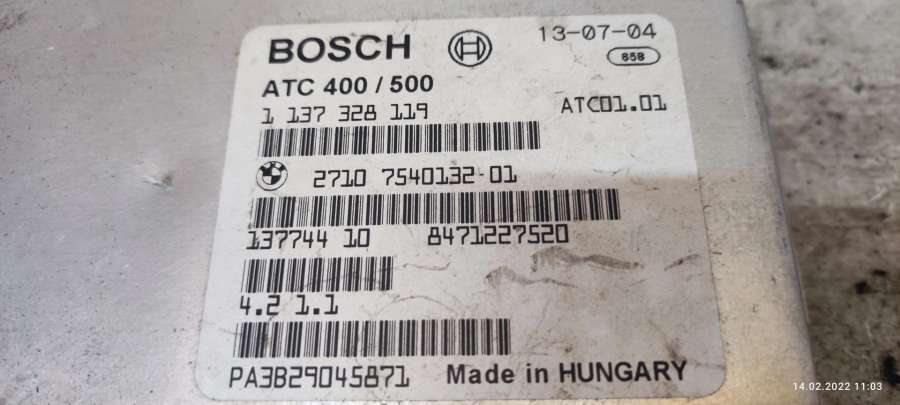 BOSCH 13-07-04
858
ATC 400 / 500
1 137 328 119 ATC01.01
2710 7540132-01
137744 10 8471227520
4.2 1.1
PA3B29045871 Made in HUNGARY
14.02.2022 11:03